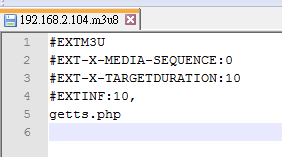 192.168.2.104.m3u8
1 #EXTM3U
2 #EXT-X-MEDIA-SEQUENCE:0
3 #EXT-X-TARGETDURATION:10
4 #EXTINF:10,
5 getts.php
6